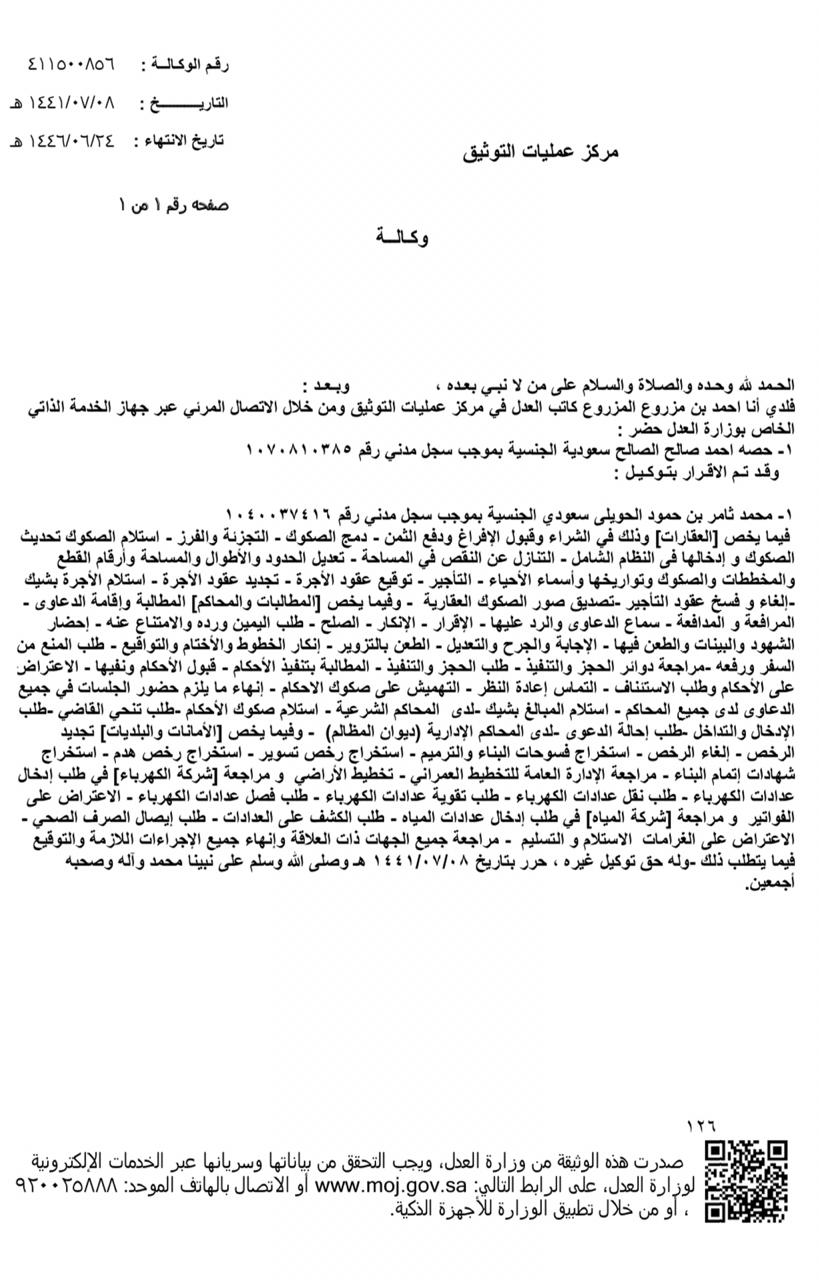 رقم الوكالة : ٤١١٥٠٠٨٥٦
التاريخ : ١٤٤١/٠٧/٠٨ هـ
تاريخ الانتهاء : ١٤٤٦/٠٦/٢٤ هـ
مركز عمليات التوثيق
صفحه رقم ١ من ١
وكالة
الحمد لله وحده والصلاة والسلام على من لا نبي بعده ، وبعد :
فلدي أنا احمد بن مزروع المزروع كاتب العدل في مركز عمليات التوثيق ومن خلال الاتصال المرئي عبر جهاز الخدمة الذاتي
الخاص بوزارة العدل حضر :
١- حصه احمد صالح الصالح سعودية الجنسية بموجب سجل مدني رقم ١٠٧٠٨١٠٣٨٥
وقد تم الاقرار بتوكيل :
١- محمد ثامر بن حمود الحويلى سعودي الجنسية بموجب سجل مدني رقم ١٠٤٠٠٣٧٤١٦
فيما يخص [العقارات] وذلك في الشراء وقبول الإفراغ ودفع الثمن - دمج الصكوك - التجزئة والفرز - استلام الصكوك تحديث
الصكوك و إدخالها فى النظام الشامل - التنازل عن النقص في المساحة - تعديل الحدود والأطوال والمساحة وأرقام القطع
والمخططات والصكوك وتواريخها وأسماء الأحياء - التأجير - توقيع عقود الأجرة - تجديد عقود الأجرة - استلام الأجرة بشيك
-إلغاء و فسخ عقود التأجير -تصديق صور الصكوك العقارية - وفيما يخص [المطالبات والمحاكم] المطالبة وإقامة الدعاوى -
المرافعة و المدافعة - سماع الدعاوى والرد عليها - الإقرار - الإنكار - الصلح - طلب اليمين ورده والامتناع عنه - إحضار
الشهود والبينات والطعن فيها - الإجابة والجرح والتعديل - الطعن بالتزوير - إنكار الخطوط والأختام والتواقيع - طلب المنع من
السفر ورفعه -مراجعة دوائر الحجز والتنفيذ - طلب الحجز والتنفيذ - المطالبة بتنفيذ الأحكام - قبول الأحكام ونفيها - الاعتراض
على الأحكام وطلب الاستئناف - التماس إعادة النظر - التهميش على صكوك الاحكام - إنهاء ما يلزم حضور الجلسات في جميع
الدعاوى لدى جميع المحاكم - استلام المبالغ بشيك -لدى المحاكم الشرعية - استلام صكوك الأحكام -طلب تنحي القاضي -طلب
الإدخال والتداخل -طلب إحالة الدعوى -لدى المحاكم الإدارية (ديوان المظالم) - وفيما يخص [الأمانات والبلديات] تجديد
الرخص - إلغاء الرخص - استخراج فسوحات البناء والترميم - استخراج رخص تسوير - استخراج رخص هدم - استخراج
شهادات إتمام البناء - مراجعة الإدارة العامة للتخطيط العمراني - تخطيط الأراضي و مراجعة [شركة الكهرباء] في طلب إدخال
عدادات الكهرباء - طلب نقل عدادات الكهرباء - طلب تقوية عدادات الكهرباء - طلب فصل عدادات الكهرباء - الاعتراض على
الفواتير و مراجعة [شركة المياه] في طلب إدخال عدادات المياه - طلب الكشف على العدادات - طلب إيصال الصرف الصحي -
الاعتراض على الغرامات الاستلام و التسليم - مراجعة جميع الجهات ذات العلاقة وإنهاء جميع الإجراءات اللازمة والتوقيع
فيما يتطلب ذلك -وله حق توكيل غيره ، حرر بتاريخ ١٤٤١/٠٧/٠٨ هـ وصلى الله وسلم على نبينا محمد وآله وصحبه
أجمعين.
١٢٦
صدرت هذه الوثيقة من وزارة العدل، ويجب التحقق من بياناتها وسريانها عبر الخدمات الإلكترونية
لوزارة العدل، على الرابط التالي: www.moj.gov.sa أو الاتصال بالهاتف الموحد: ٩٢٠٠٢٥٨٨٨
، أو من خلال تطبيق الوزارة للأجهزة الذكية.